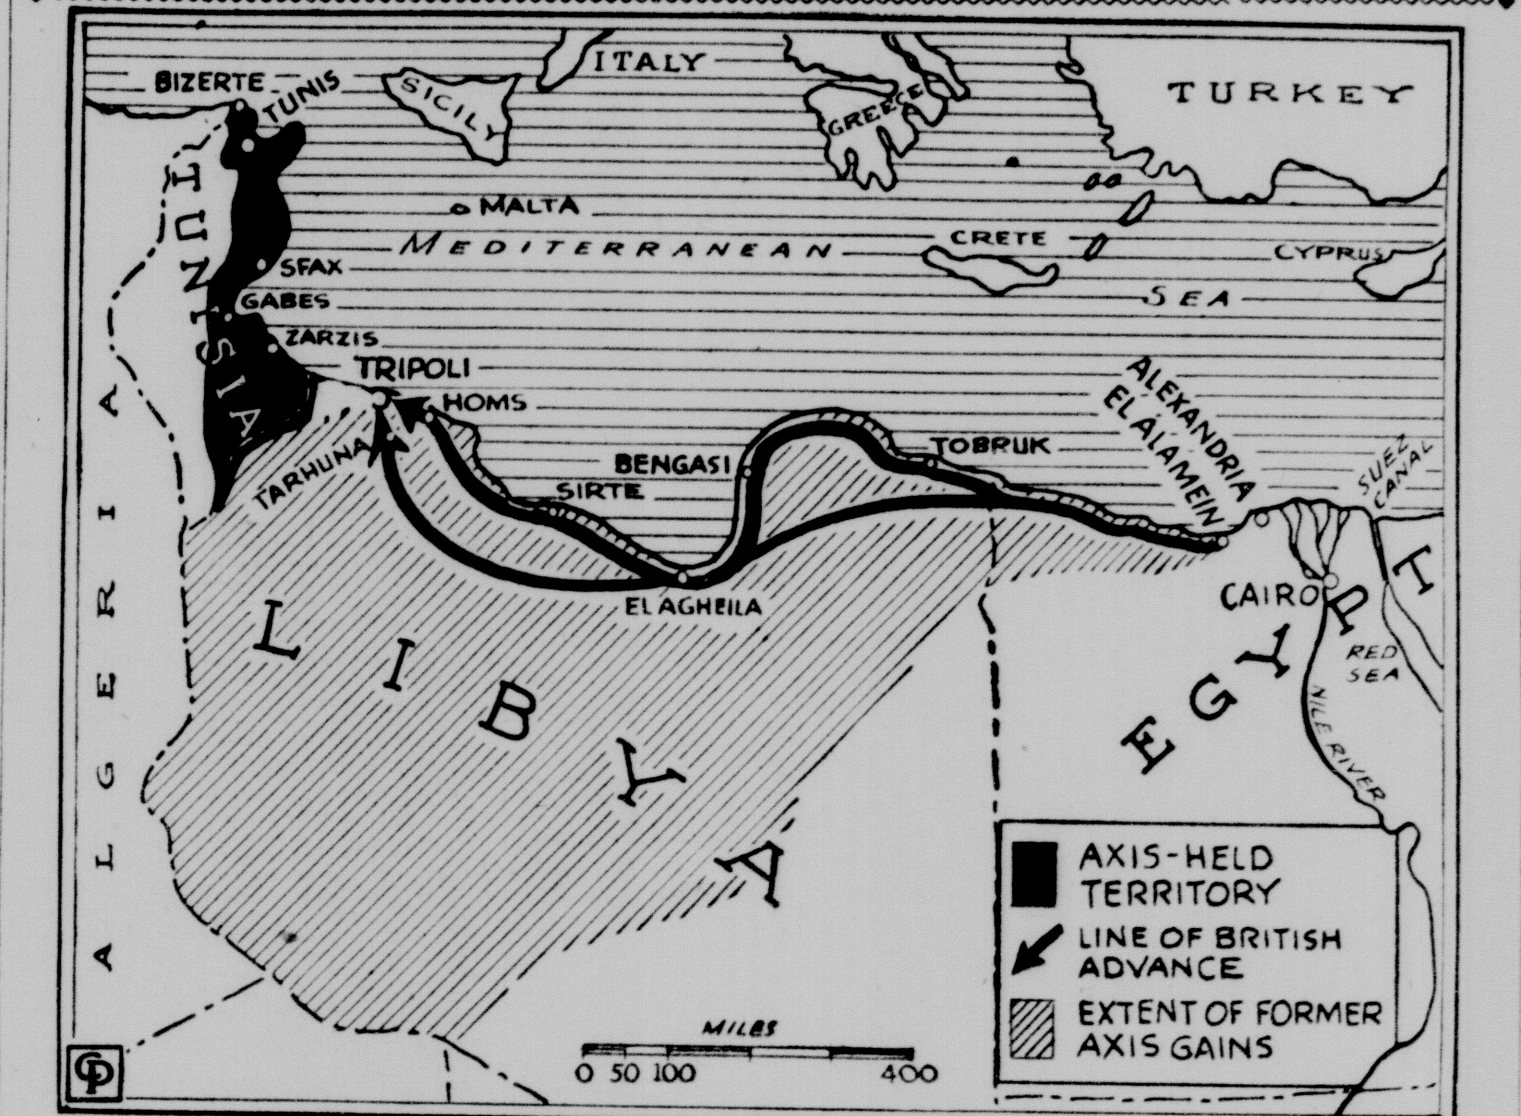 BIZERTE
TUNIS
SICILY
ITALY
GREECE
TURKEY
TUNISIA
MALTA
MEDITERRANEAN
SEA
CRETE
CYPRUS
SFAX
GABES
ZARZIS
TRIPOLI
HOMS
TARHUNA
SIRTE
BENGASI
TOBRUK
ALEXANDRIA
EL ALAMEIN
SUEZ
CANAL
EL AGHEILA
CAIRO
RED
SEA
NILE RIVER
ALGERIA
LIBYA
EGYPT
AXIS-HELD
TERRITORY
LINE OF BRITISH
ADVANCE
EXTENT OF FORMER
AXIS GAINS
MILES
0 50 100 400
CP